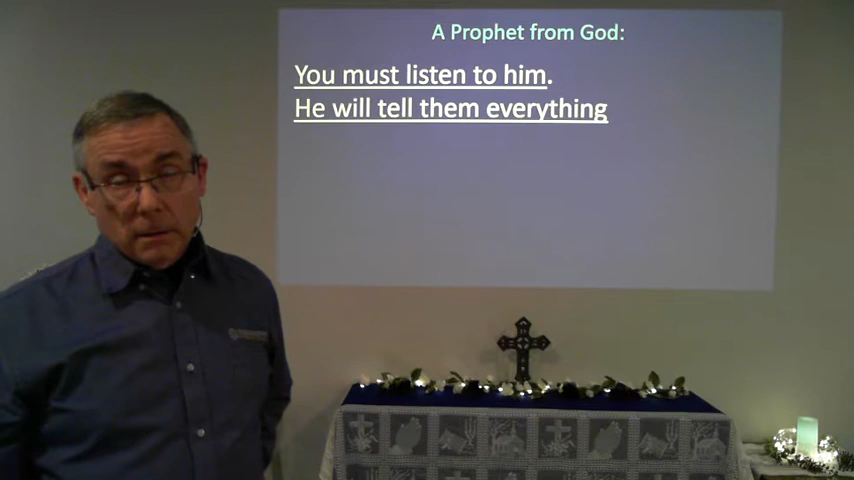 A Prophet from God:
You must listen to him.
He will tell them everything